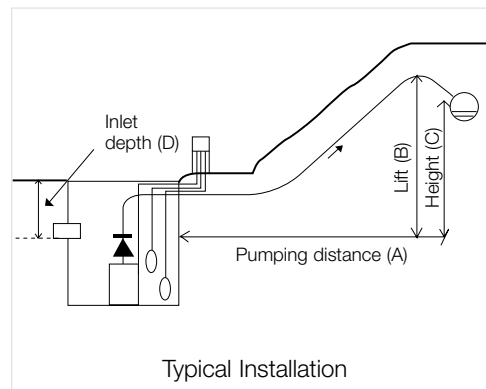 Inlet
depth (D)
Lift (B)
Height (C)
Pumping distance (A)
Typical Installation